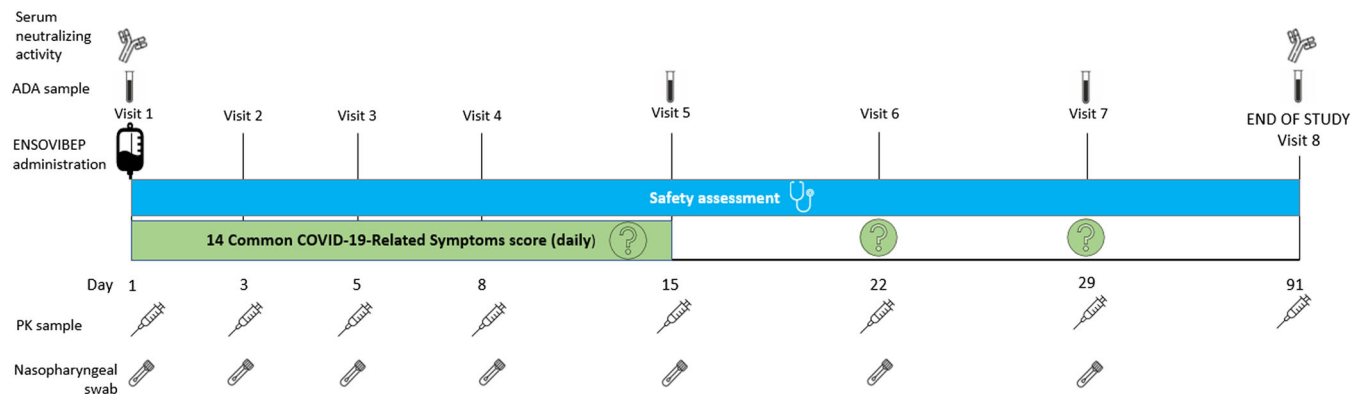 Serum
neutralizing
activity
ADA sample
Visit 1
Visit 2
Visit 3
Visit 4
Visit 5
Visit 6
Visit 7
END OF STUDY
Visit 8
ENSOVIBEP
administration
Safety assessment
14 Common COVID-19-Related Symptoms score (daily)
?
?
?
Day 1 3 5 8 15 22 29 91
PK sample
Nasopharyngeal
swab